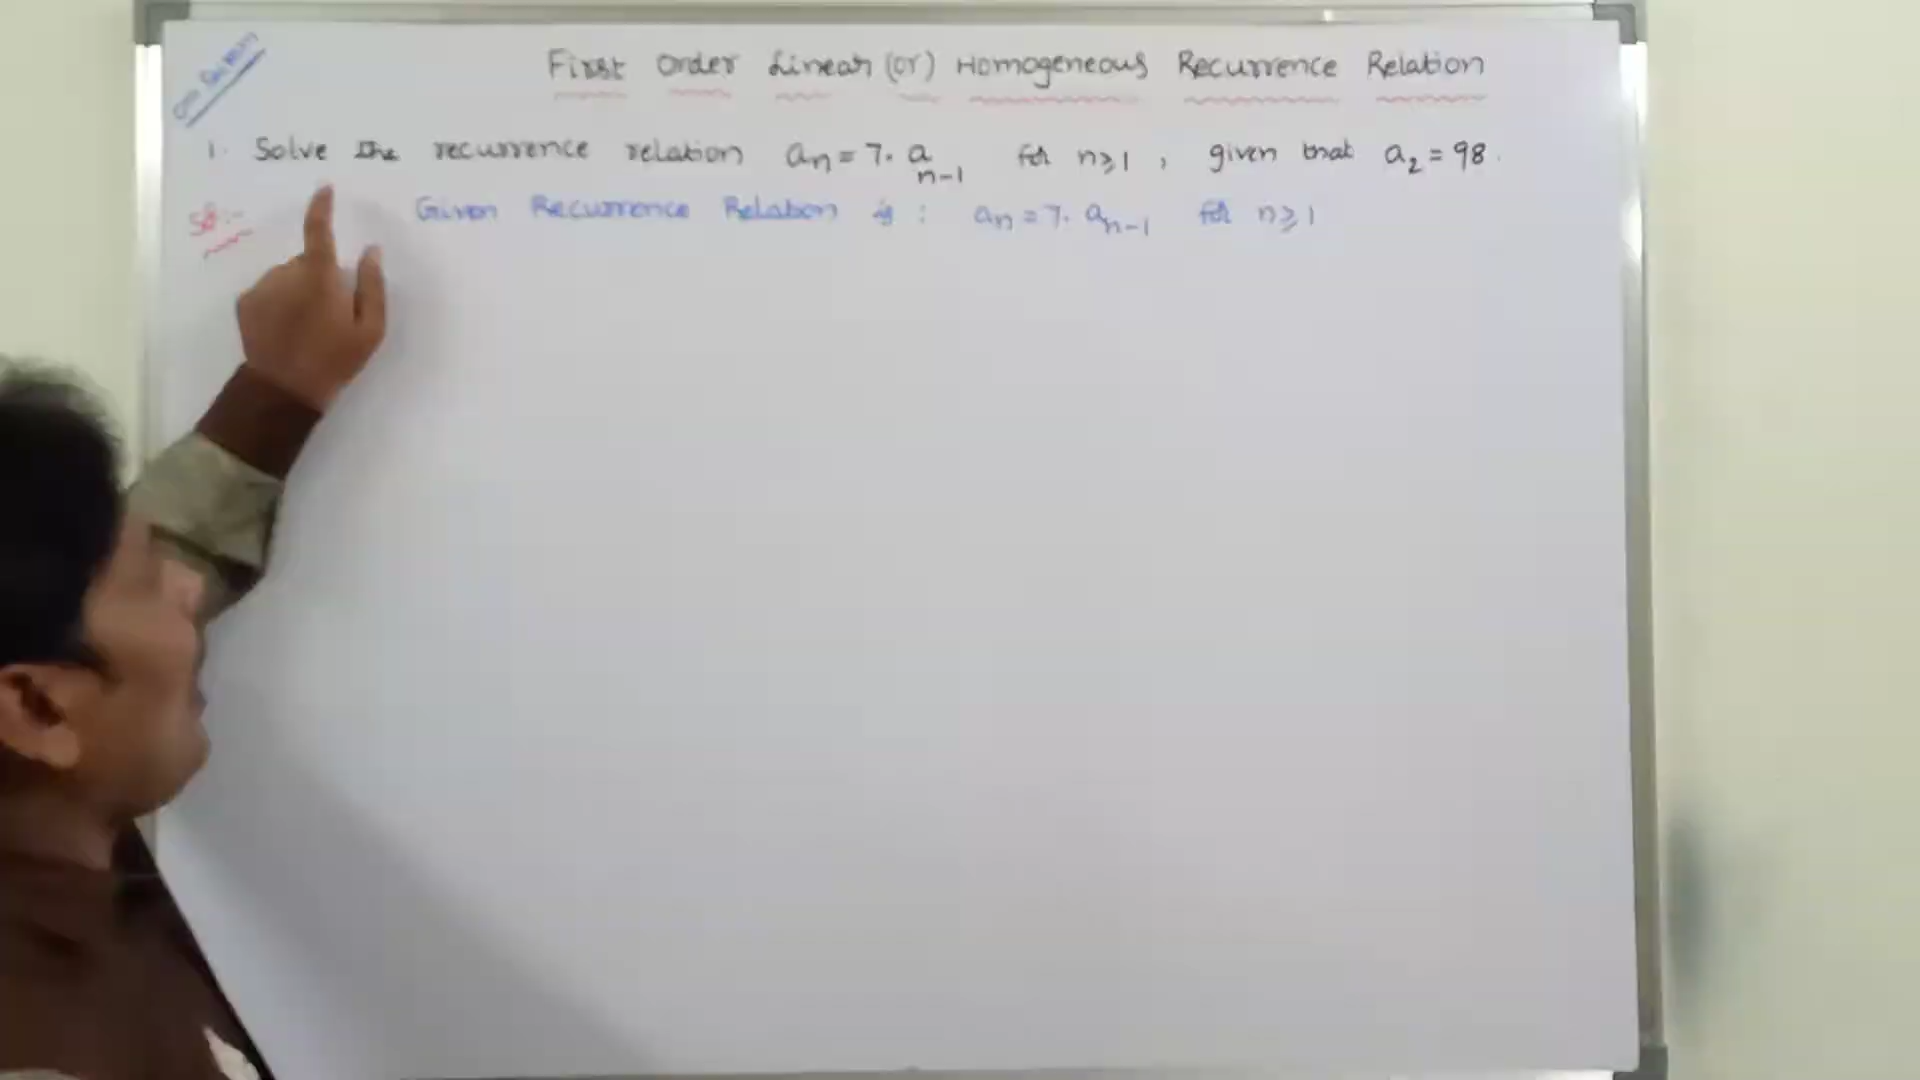 First Order Linear (or) Homogeneous Recurrence Relation
1. Solve the recurrence relation aₙ = 7. aₙ₋₁ for n≥1, given that a₂ = 98.
Sol:- Given Recurrence Relation is : aₙ = 7. aₙ₋₁ for n≥1